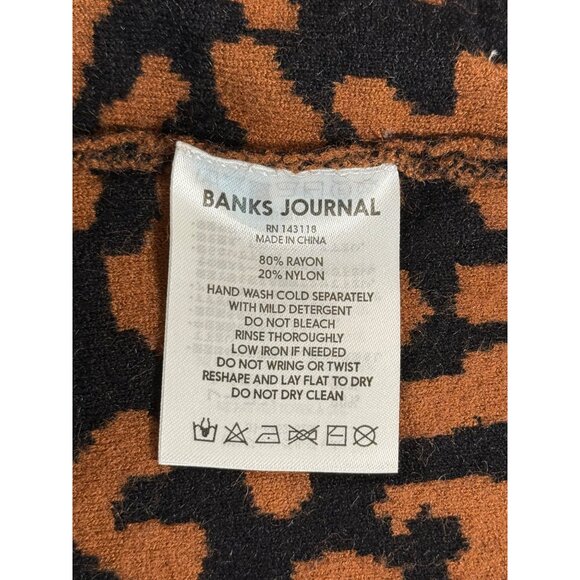 BANKS JOURNAL
RN 143118
MADE IN CHINA
80% RAYON
20% NYLON
HAND WASH COLD SEPARATELY
WITH MILD DETERGENT
DO NOT BLEACH
RINSE THOROUGHLY
LOW IRON IF NEEDED
DO NOT WRING OR TWIST
RESHAPE AND LAY FLAT TO DRY
DO NOT DRY CLEAN